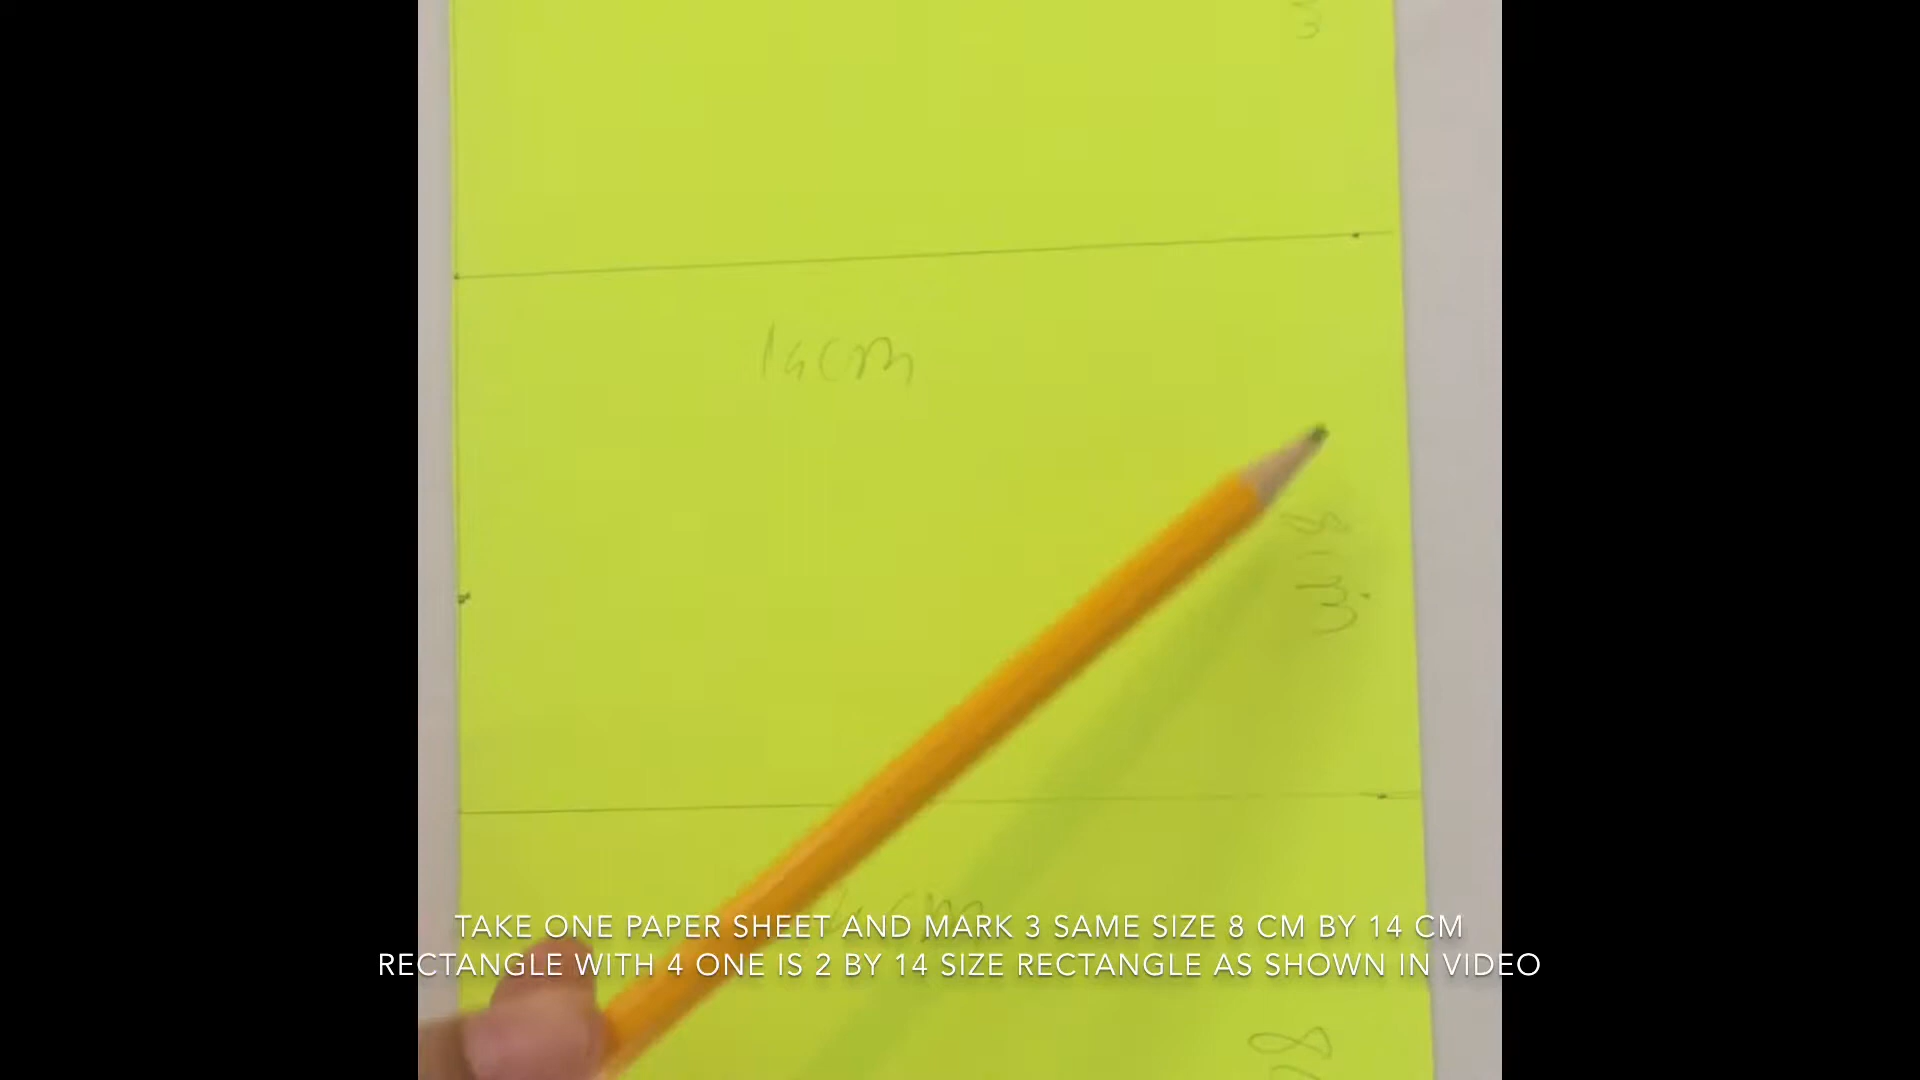 14cm
8cm
TAKE ONE PAPER SHEET AND MARK 3 SAME SIZE 8 CM BY 14 CM
RECTANGLE WITH 4 ONE IS 2 BY 14 SIZE RECTANGLE AS SHOWN IN VIDEO
8